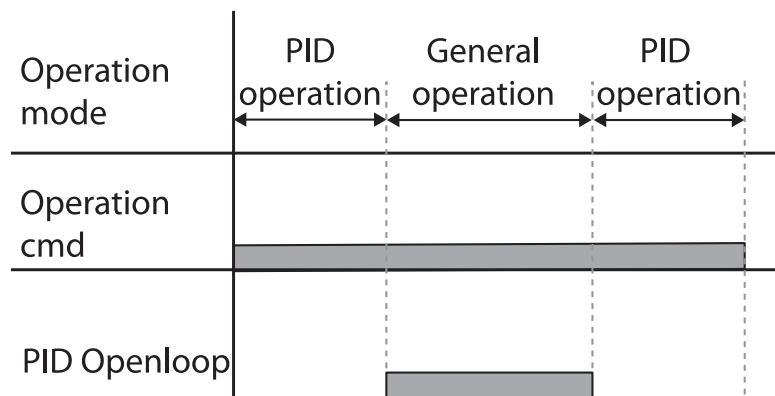 Operation
mode
PID
operation
General
operation
PID
operation
Operation
cmd
PID Openloop